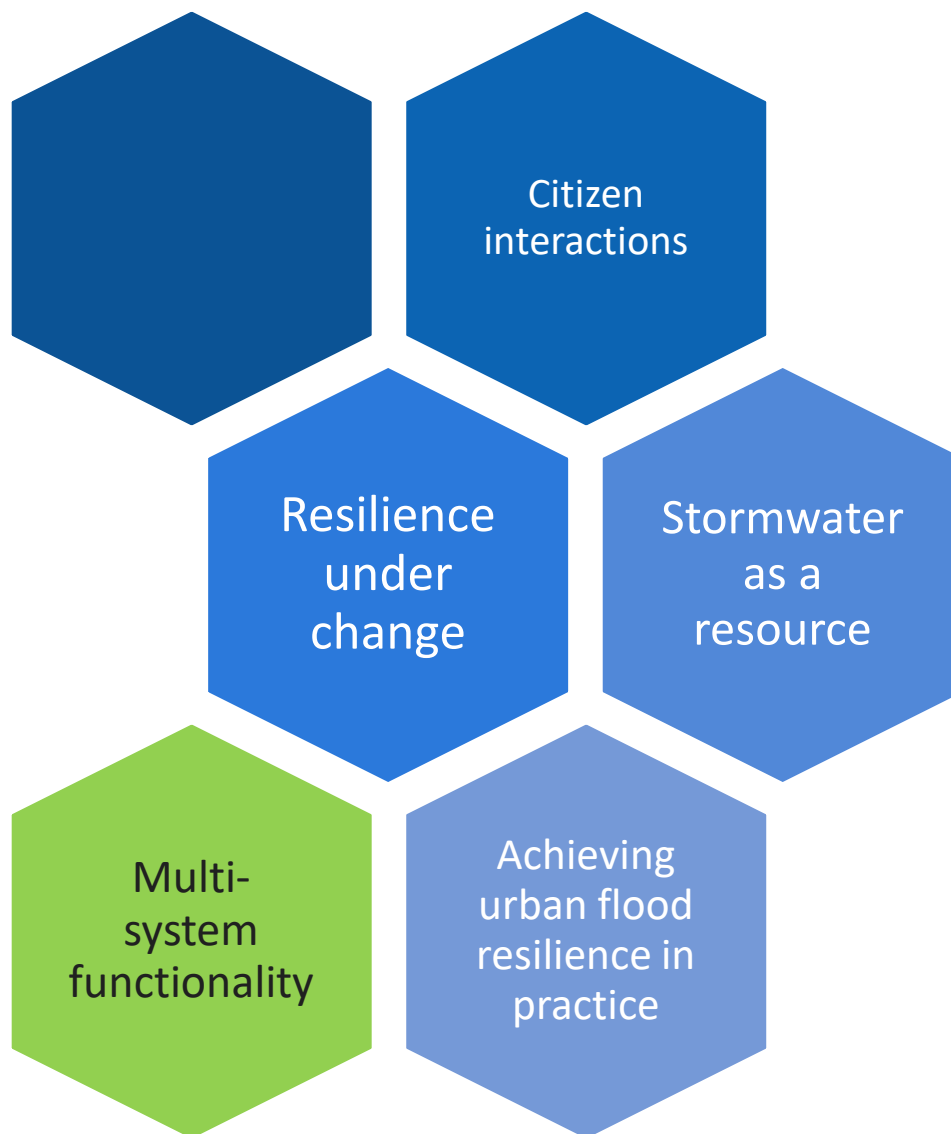 Citizen
interactions
Resilience
under
change
Stormwater
as a
resource
Multi-
system
functionality
Achieving
urban flood
resilience in
practice